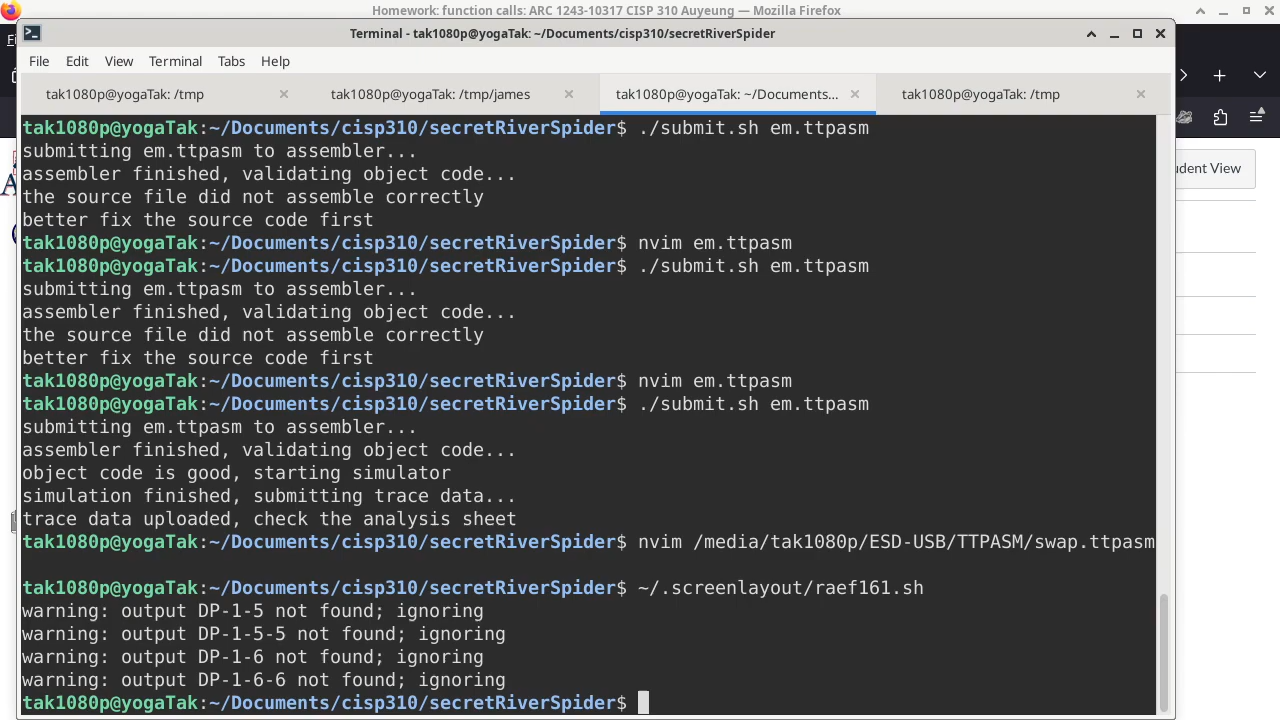 Homework: function calls: ARC 1243-10317 CISP 310 Auyeung — Mozilla Firefox
Terminal - tak1080p@yogaTak: ~/Documents/cisp310/secretRiverSpider
File Edit View Terminal Tabs Help
tak1080p@yogaTak: /tmp
tak1080p@yogaTak: /tmp/james
tak1080p@yogaTak: ~/Documents...
tak1080p@yogaTak: /tmp
tak1080p@yogaTak:~/Documents/cisp310/secretRiverSpider$ ./submit.sh em.ttpasm
submitting em.ttpasm to assembler...
assembler finished, validating object code...
the source file did not assemble correctly
better fix the source code first
tak1080p@yogaTak:~/Documents/cisp310/secretRiverSpider$ nvim em.ttpasm
tak1080p@yogaTak:~/Documents/cisp310/secretRiverSpider$ ./submit.sh em.ttpasm
submitting em.ttpasm to assembler...
assembler finished, validating object code...
the source file did not assemble correctly
better fix the source code first
tak1080p@yogaTak:~/Documents/cisp310/secretRiverSpider$ nvim em.ttpasm
tak1080p@yogaTak:~/Documents/cisp310/secretRiverSpider$ ./submit.sh em.ttpasm
submitting em.ttpasm to assembler...
assembler finished, validating object code...
object code is good, starting simulator
simulation finished, submitting trace data...
trace data uploaded, check the analysis sheet
tak1080p@yogaTak:~/Documents/cisp310/secretRiverSpider$ nvim /media/tak1080p/ESD-USB/TTPASM/swap.ttpasm
tak1080p@yogaTak:~/Documents/cisp310/secretRiverSpider$ ~/.screenlayout/raef161.sh
warning: output DP-1-5 not found; ignoring
warning: output DP-1-5-5 not found; ignoring
warning: output DP-1-6 not found; ignoring
warning: output DP-1-6-6 not found; ignoring
tak1080p@yogaTak:~/Documents/cisp310/secretRiverSpider$
udent View